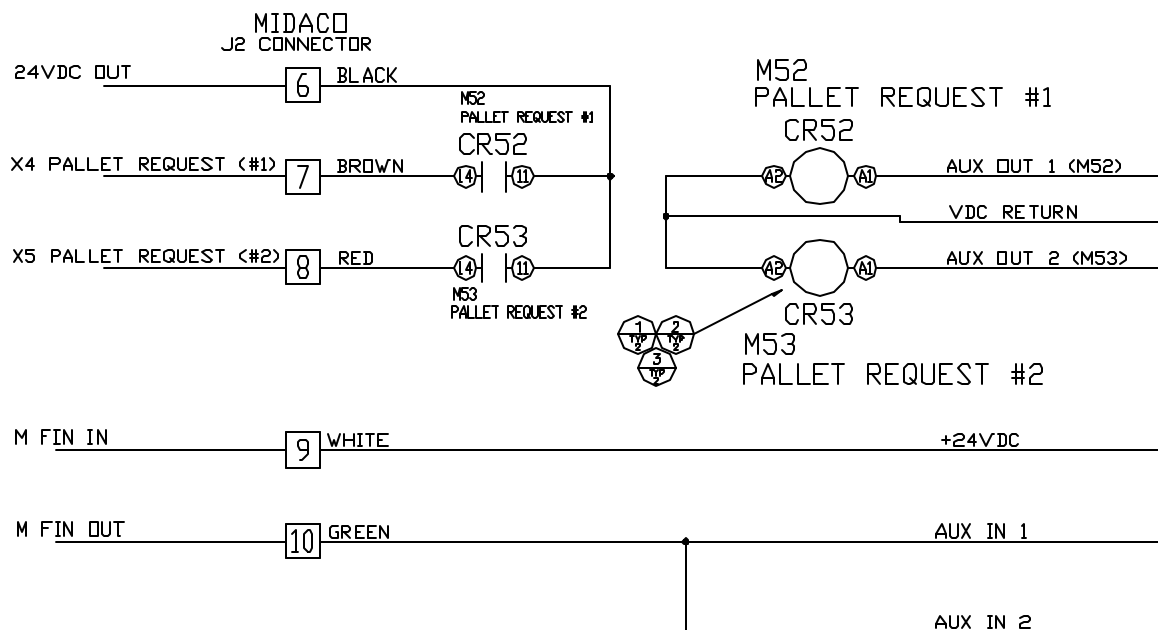 MIDACO
J2 CONNECTOR
24VDC OUT
6
BLACK
M52
PALLET REQUEST #1
M52
PALLET REQUEST #1
CR52
CR52
X4 PALLET REQUEST (#1)
7
BROWN
14
11
A2
A1
AUX OUT 1 (M52)
VDC RETURN
CR53
X5 PALLET REQUEST (#2)
8
RED
14
11
A2
A1
AUX OUT 2 (M53)
M53
PALLET REQUEST #2
CR53
1
TYP
2
2
TYP
2
3
TYP
2
M53
PALLET REQUEST #2
M FIN IN
9
WHITE
+24VDC
M FIN OUT
10
GREEN
AUX IN 1
AUX IN 2